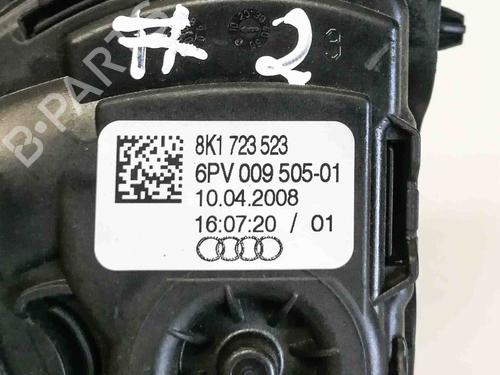 # 2
8K1 723 523
6PV 009 505-01
10.04.2008
16:07:20 / 01
B-PARTS